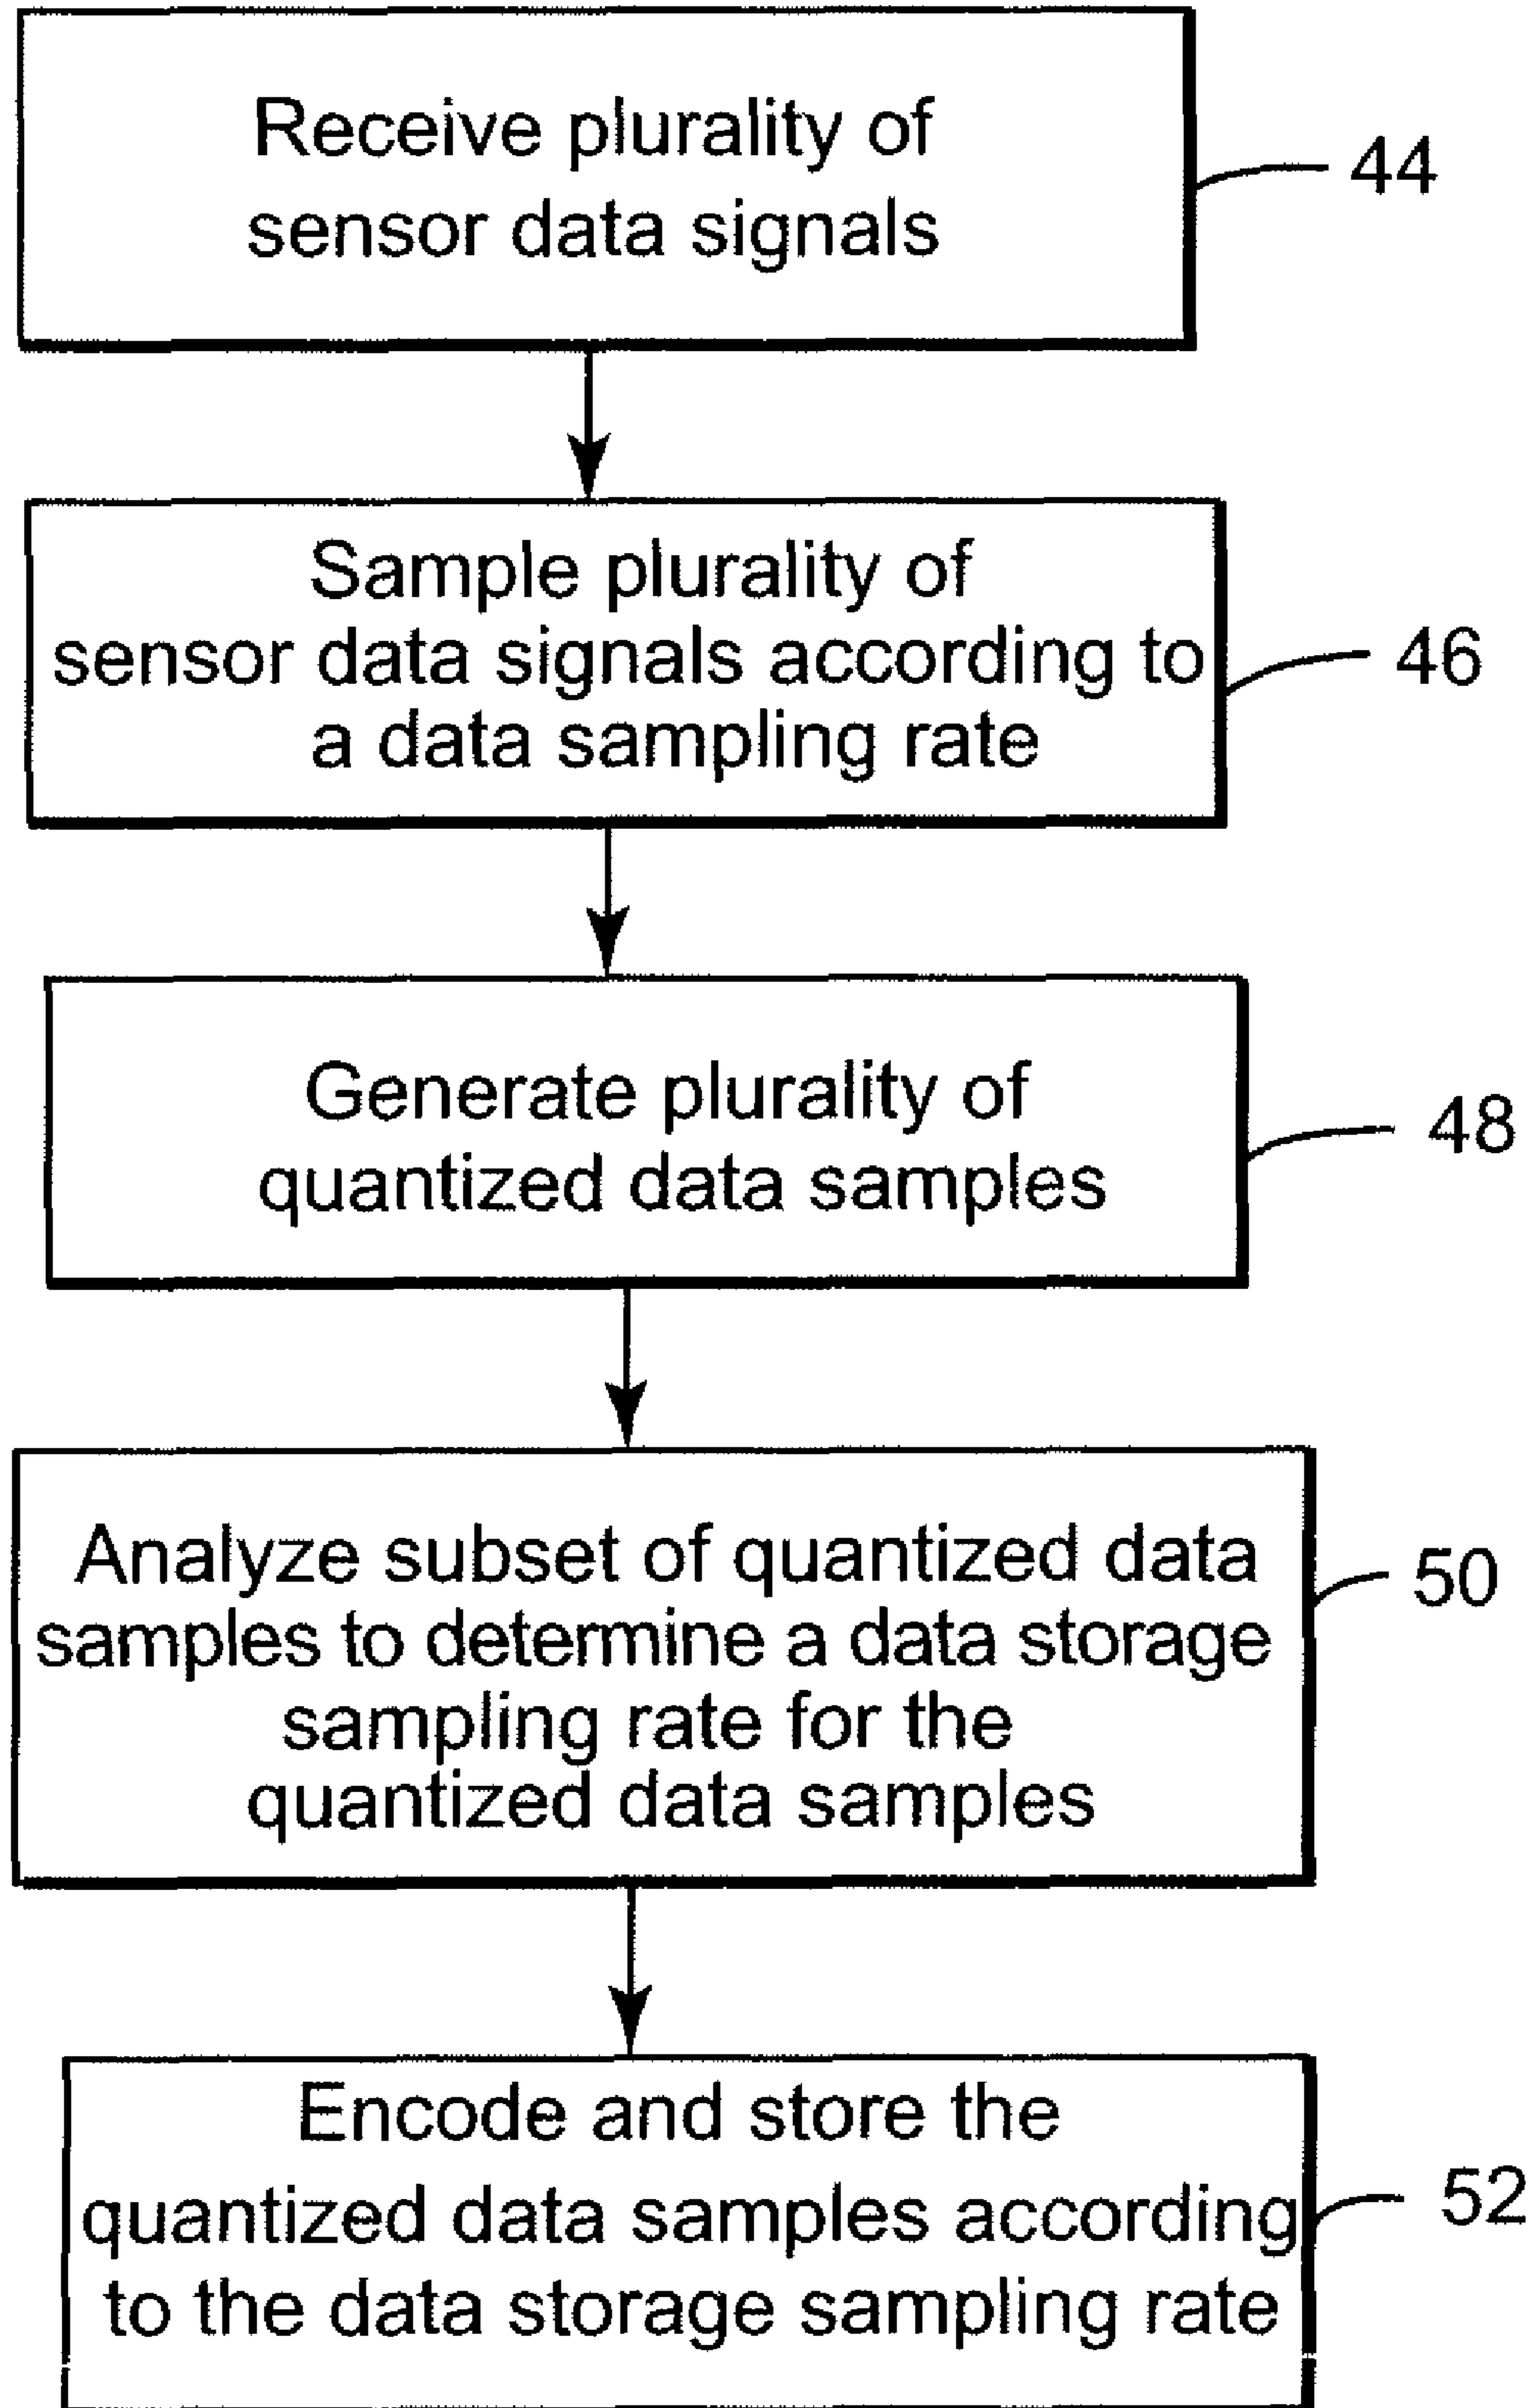 Receive plurality of
sensor data signals
44
Sample plurality of
sensor data signals according to
a data sampling rate
46
Generate plurality of
quantized data samples
48
Analyze subset of quantized data
samples to determine a data storage
sampling rate for the
quantized data samples
50
Encode and store the
quantized data samples according
to the data storage sampling rate
52